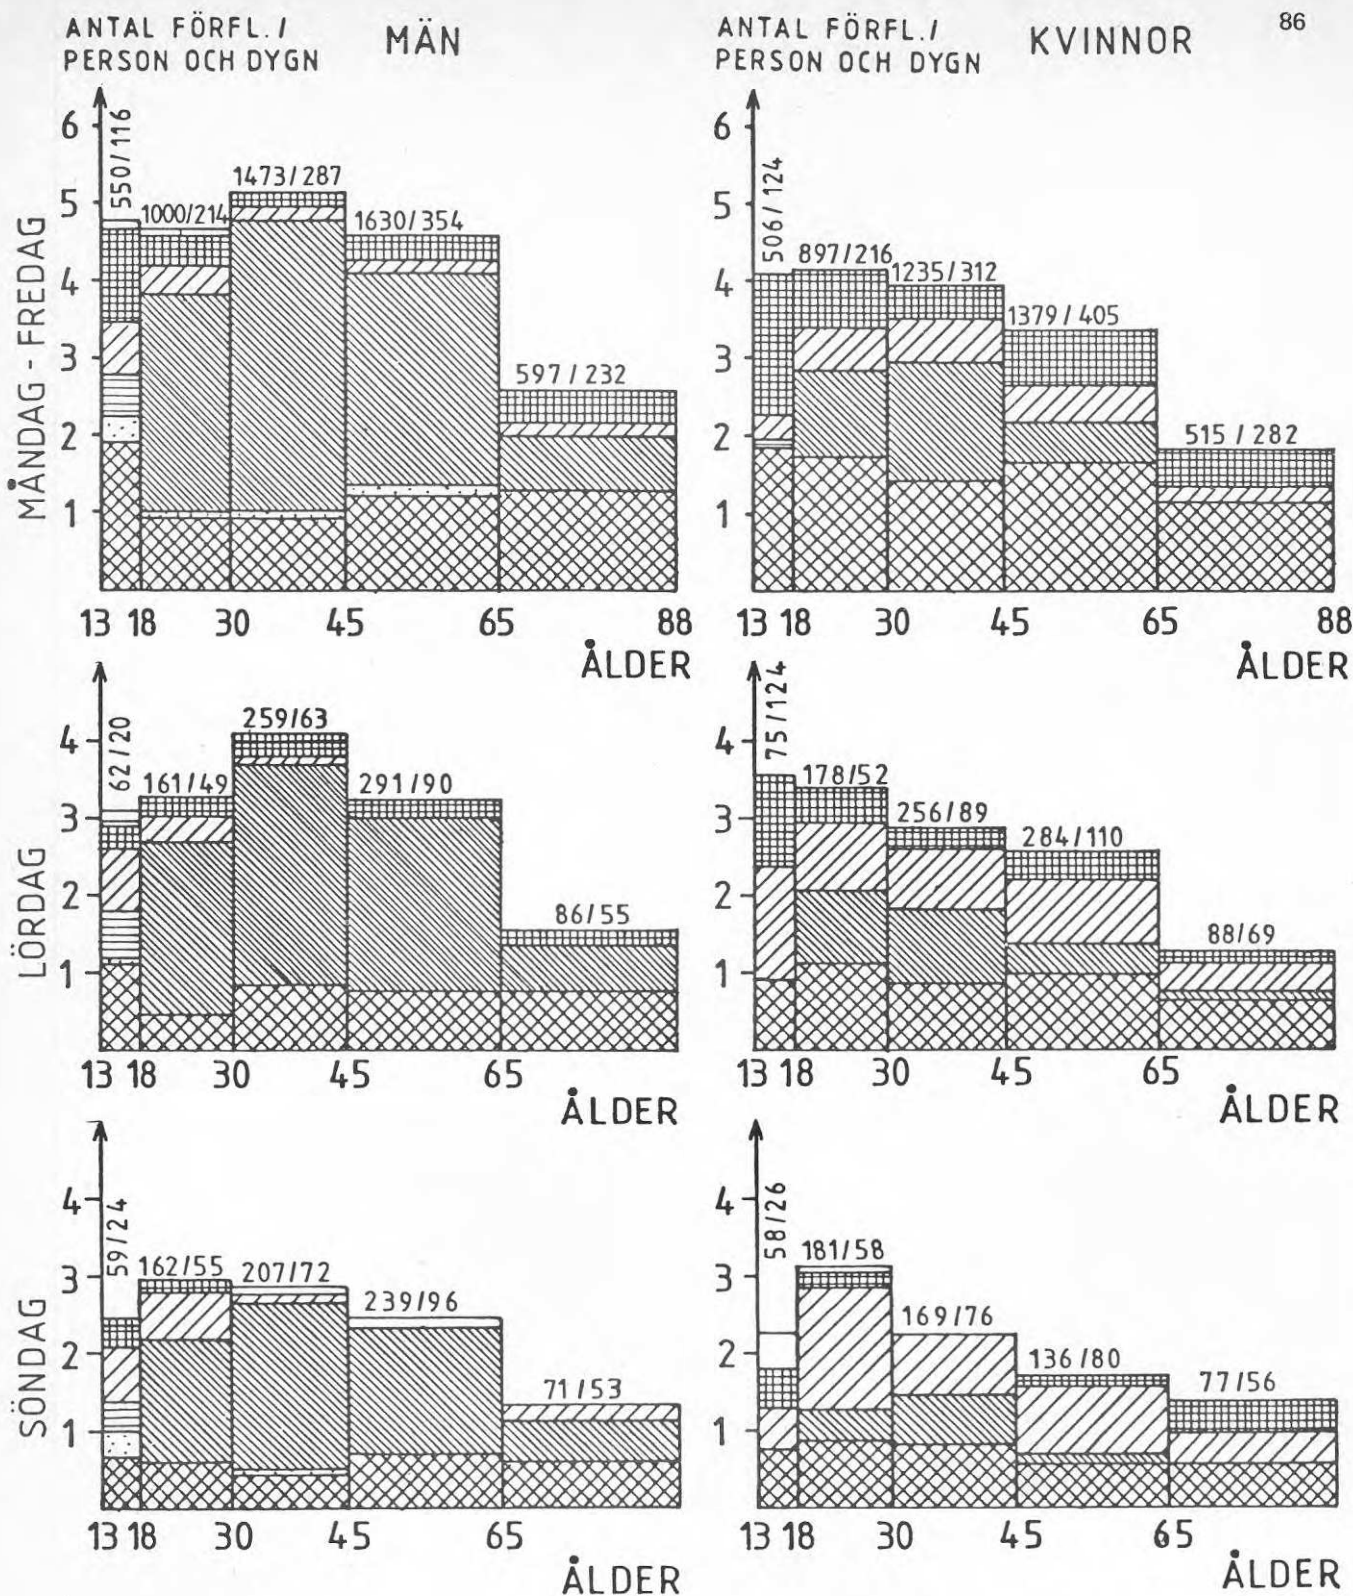 86
ANTAL FÖRFL./
PERSON OCH DYGN
MÄN
MÅNDAG - FREDAG
6
5
4
3
2
1
550/116
1000/214
1473/287
1630/354
597/232
13 18 30 45 65 88
ÅLDER
ANTAL FÖRFL./
PERSON OCH DYGN
KVINNOR
6
5
4
3
2
1
506/124
897/216
1235/312
1379/405
515/282
13 18 30 45 65 88
ÅLDER
LÖRDAG
4
3
2
1
62/20
161/49
259/63
291/90
86/55
13 18 30 45 65
ÅLDER
4
3
2
1
75/124
178/52
256/89
284/110
88/69
13 18 30 45 65
ÅLDER
SÖNDAG
4
3
2
1
59/24
162/55
207/72
239/96
71/53
13 18 30 45 65
ÅLDER
4
3
2
1
58/26
181/58
169/76
136/80
77/56
13 18 30 45 65
ÅLDER